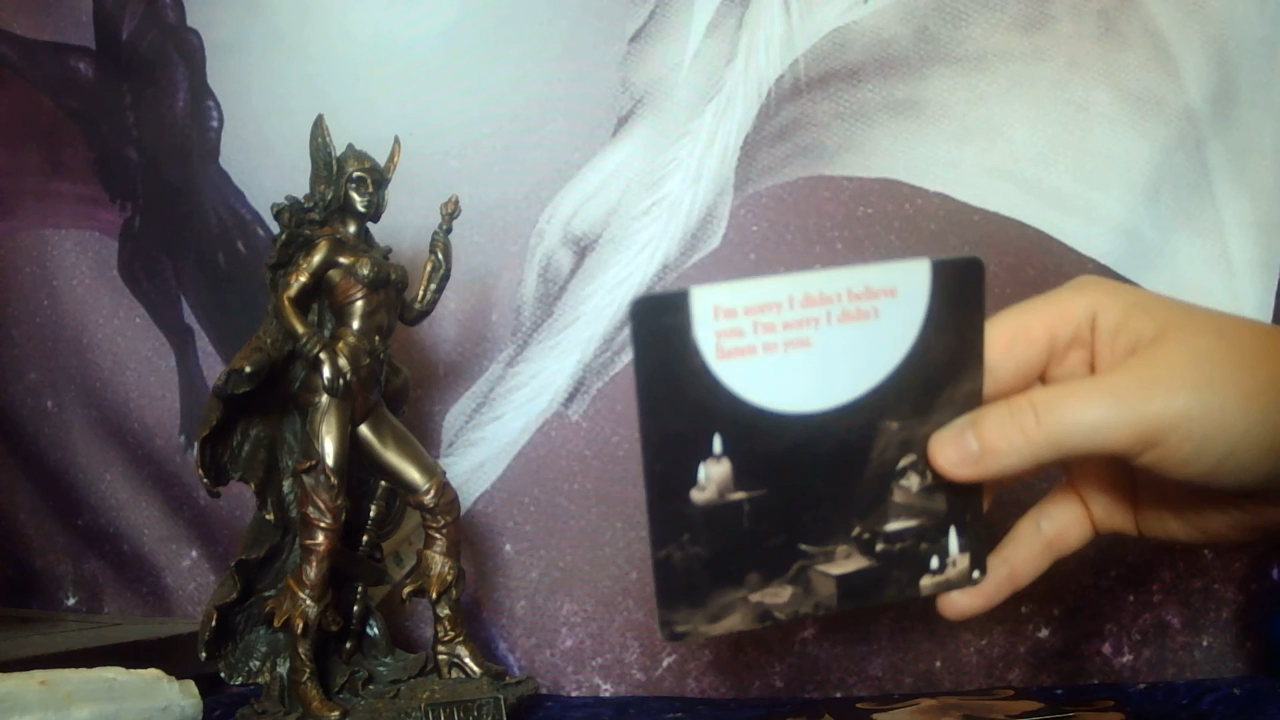 I'm sorry I didn't believe
you. I'm sorry I didn't
listen to you.